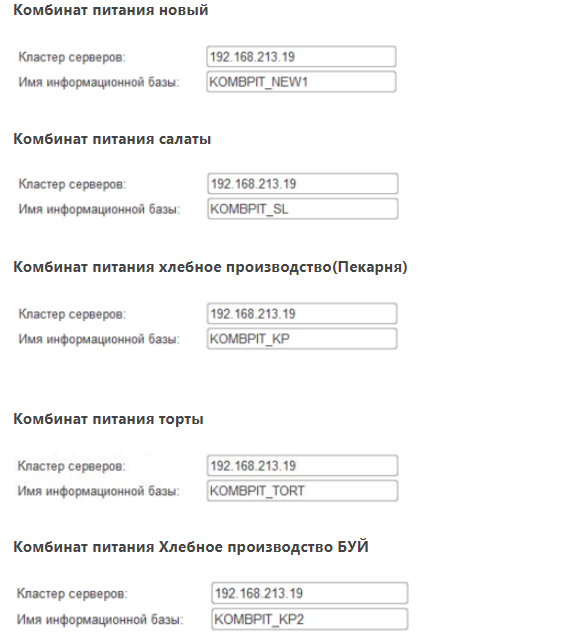 Комбинат питания новый
Кластер серверов: 192.168.213.19
Имя информационной базы: KOMBPIT_NEW1
Комбинат питания салаты
Кластер серверов: 192.168.213.19
Имя информационной базы: KOMBPIT_SL
Комбинат питания хлебное производство(Пекарня)
Кластер серверов: 192.168.213.19
Имя информационной базы: KOMBPIT_KP
Комбинат питания торты
Кластер серверов: 192.168.213.19
Имя информационной базы: KOMBPIT_TORT
Комбинат питания Хлебное производство БУЙ
Кластер серверов: 192.168.213.19
Имя информационной базы: KOMBPIT_KP2